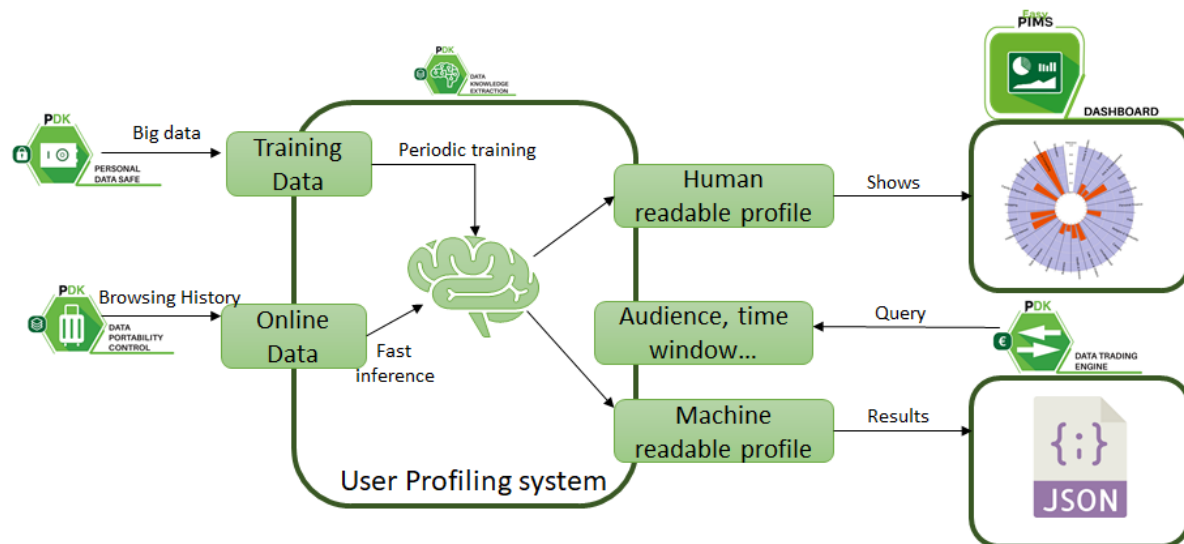 Easy
PIMS
DASHBOARD
PDK
DATA
KNOWLEDGE
EXTRACTION
PDK
PERSONAL
DATA SAFE
Big data
Training
Data
Periodic training
Human
readable profile
Shows
PDK
DATA
PORTABILITY
CONTROL
Browsing History
Online
Data
Fast
inference
Audience, time
window...
Query
PDK
€
DATA TRADING
ENGINE
Machine
readable profile
Results
{;}
JSON
User Profiling system